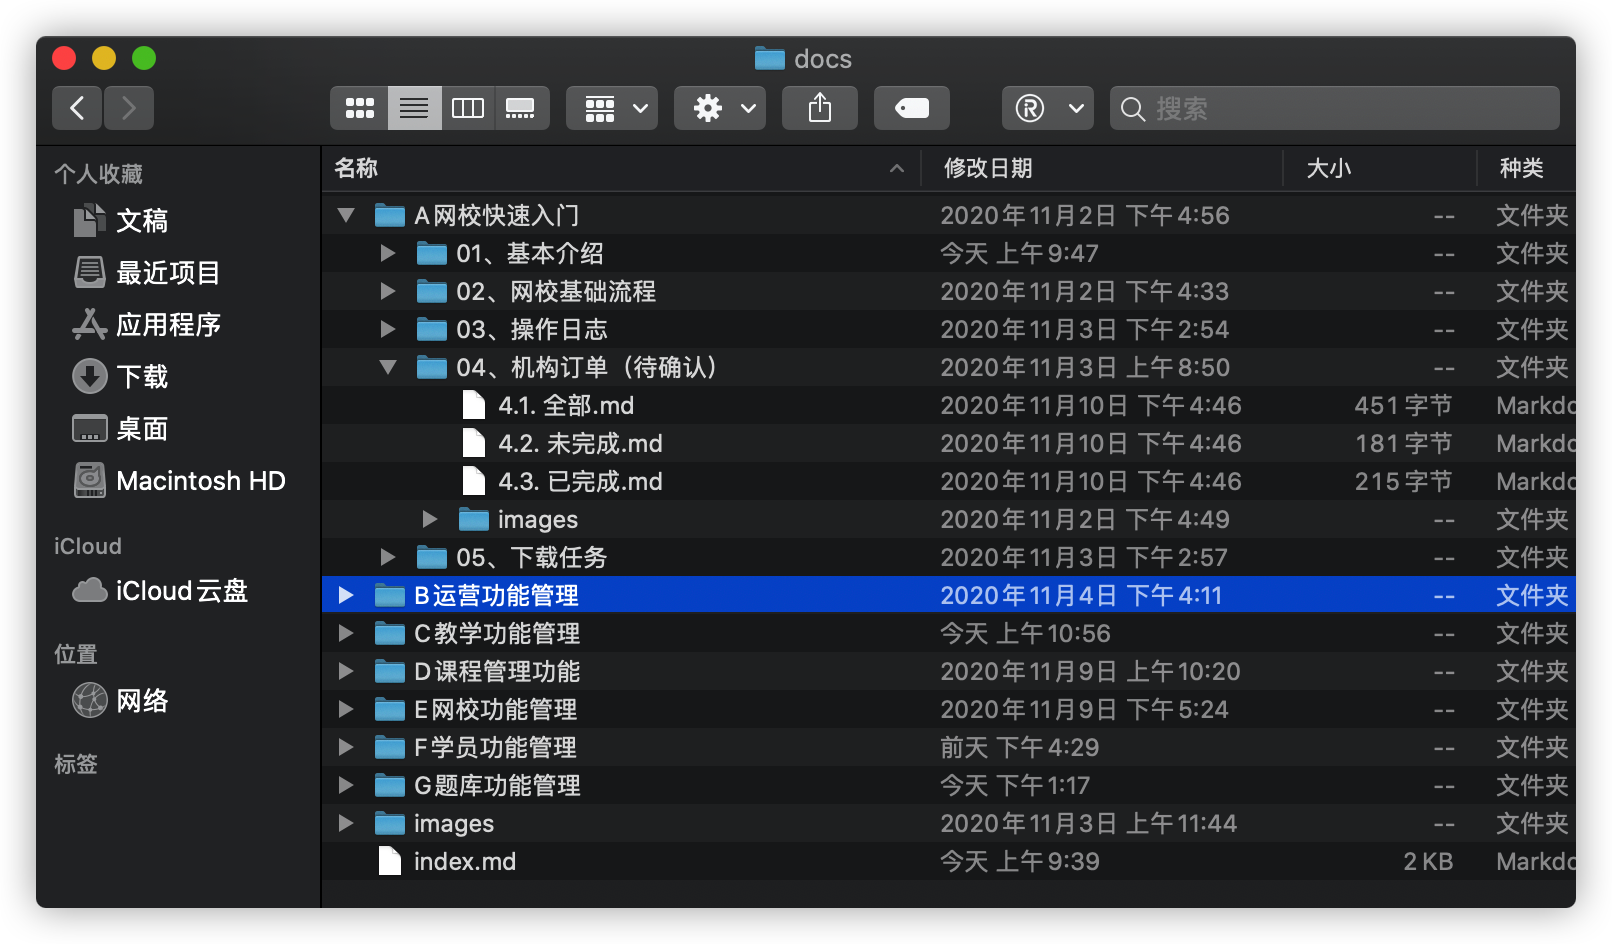 docs
搜索
个人收藏
文稿
最近项目
应用程序
下载
桌面
Macintosh HD
iCloud
iCloud云盘
位置
网络
标签
名称 修改日期 大小 种类
A网校快速入门 2020年11月2日 下午4:56 -- 文件夹
01、基本介绍 今天 上午9:47 -- 文件夹
02、网校基础流程 2020年11月2日 下午4:33 -- 文件夹
03、操作日志 2020年11月3日 下午2:54 -- 文件夹
04、机构订单（待确认） 2020年11月3日 上午8:50 -- 文件夹
4.1. 全部.md 2020年11月10日 下午4:46 451字节 Markdo
4.2. 未完成.md 2020年11月10日 下午4:46 181字节 Markdo
4.3. 已完成.md 2020年11月10日 下午4:46 215字节 Markdo
images 2020年11月2日 下午4:49 -- 文件夹
05、下载任务 2020年11月3日 下午2:57 -- 文件夹
B运营功能管理 2020年11月4日 下午4:11 -- 文件夹
C教学功能管理 今天 上午10:56 -- 文件夹
D课程管理功能 2020年11月9日 上午10:20 -- 文件夹
E网校功能管理 2020年11月9日 下午5:24 -- 文件夹
F学员功能管理 前天 下午4:29 -- 文件夹
G题库功能管理 今天 下午1:17 -- 文件夹
images 2020年11月3日 上午11:44 -- 文件夹
index.md 今天 上午9:39 2 KB Markdo